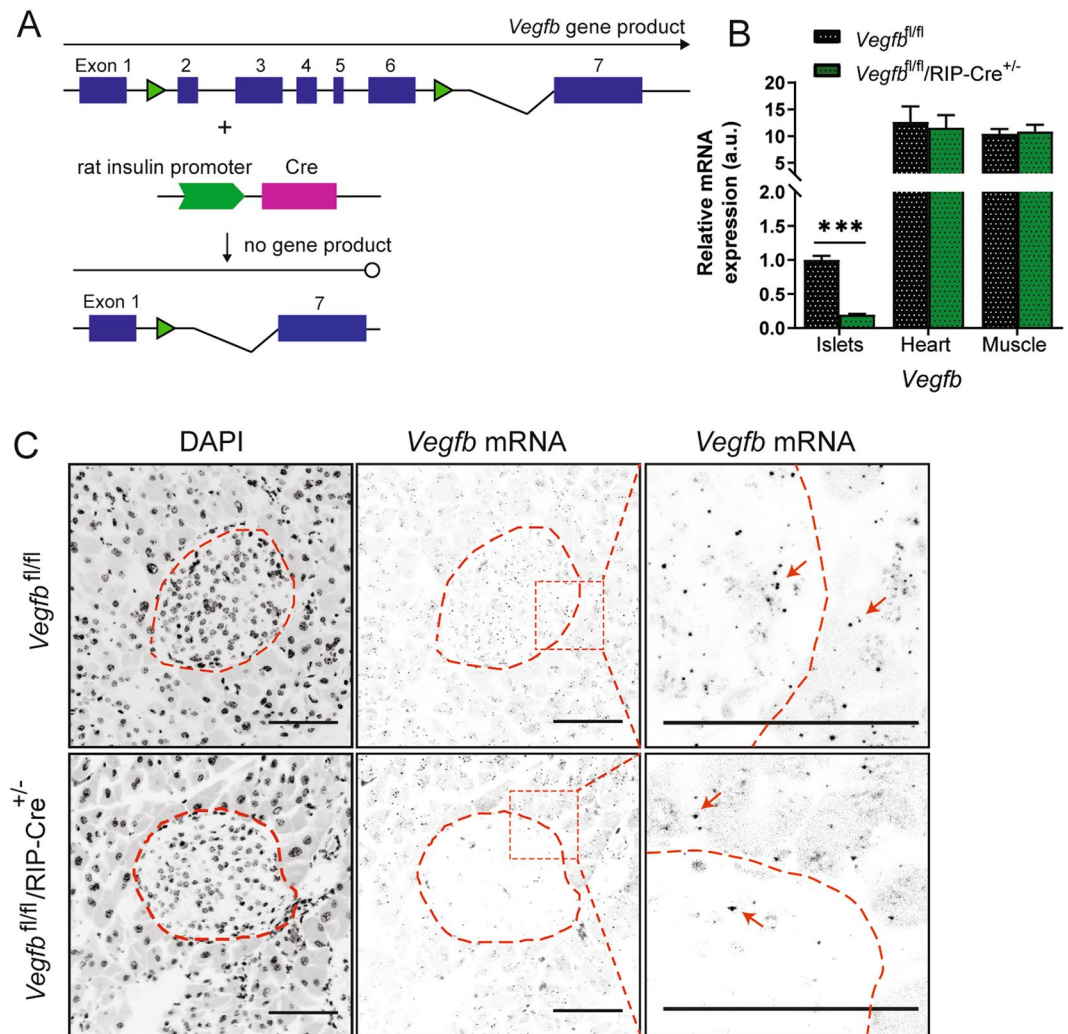 A
Vegfb gene product
Exon 1 2 3 4 5 6 7
+
rat insulin promoter Cre
no gene product
Exon 1 7
B
Vegfb fl/fl
Vegfb fl/fl/RIP-Cre +/-
Relative mRNA
expression (a.u.)
20
15
10
5
2.0
1.5
1.0
0.5
0.0
***
Islets Heart Muscle
Vegfb
C
DAPI Vegfb mRNA Vegfb mRNA
Vegfb fl/fl
Vegfb fl/fl/RIP-Cre +/-